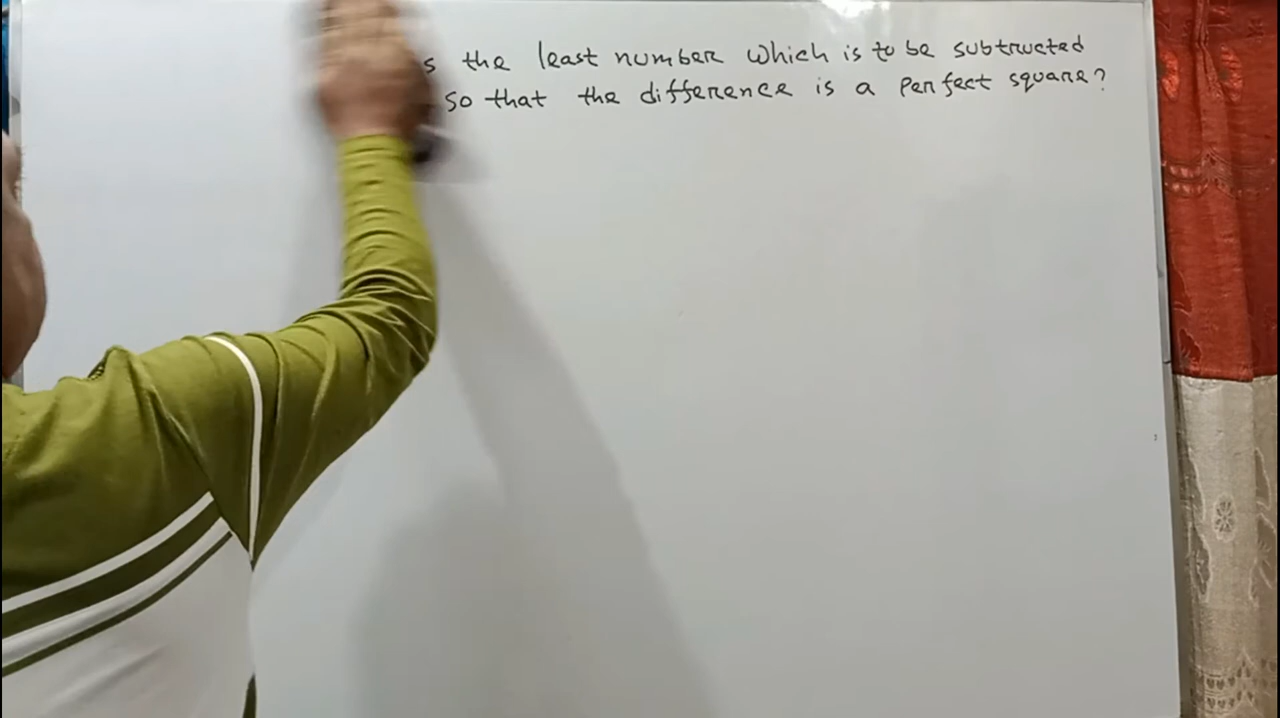 s the least number which is to be subtructed
so that the difference is a perfect square?